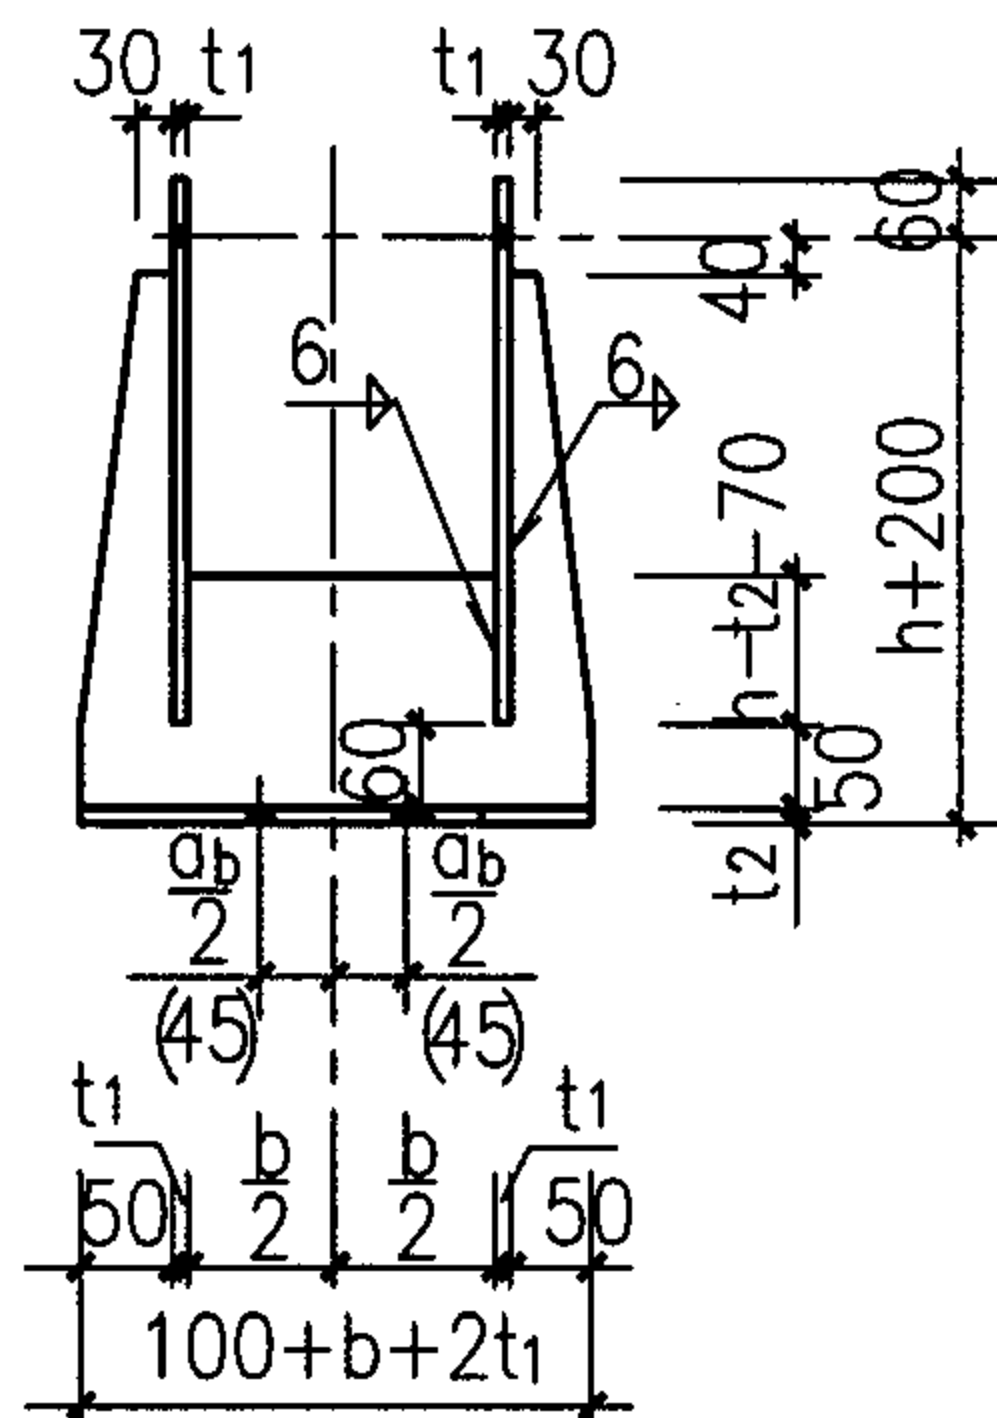 30 t1 t1 30
60
40
6 6
h-t2-70
h+200
60
50
t2
ab/2 ab/2
(45) (45)
t1 t1
50 b/2 b/2 50
100+b+2t1